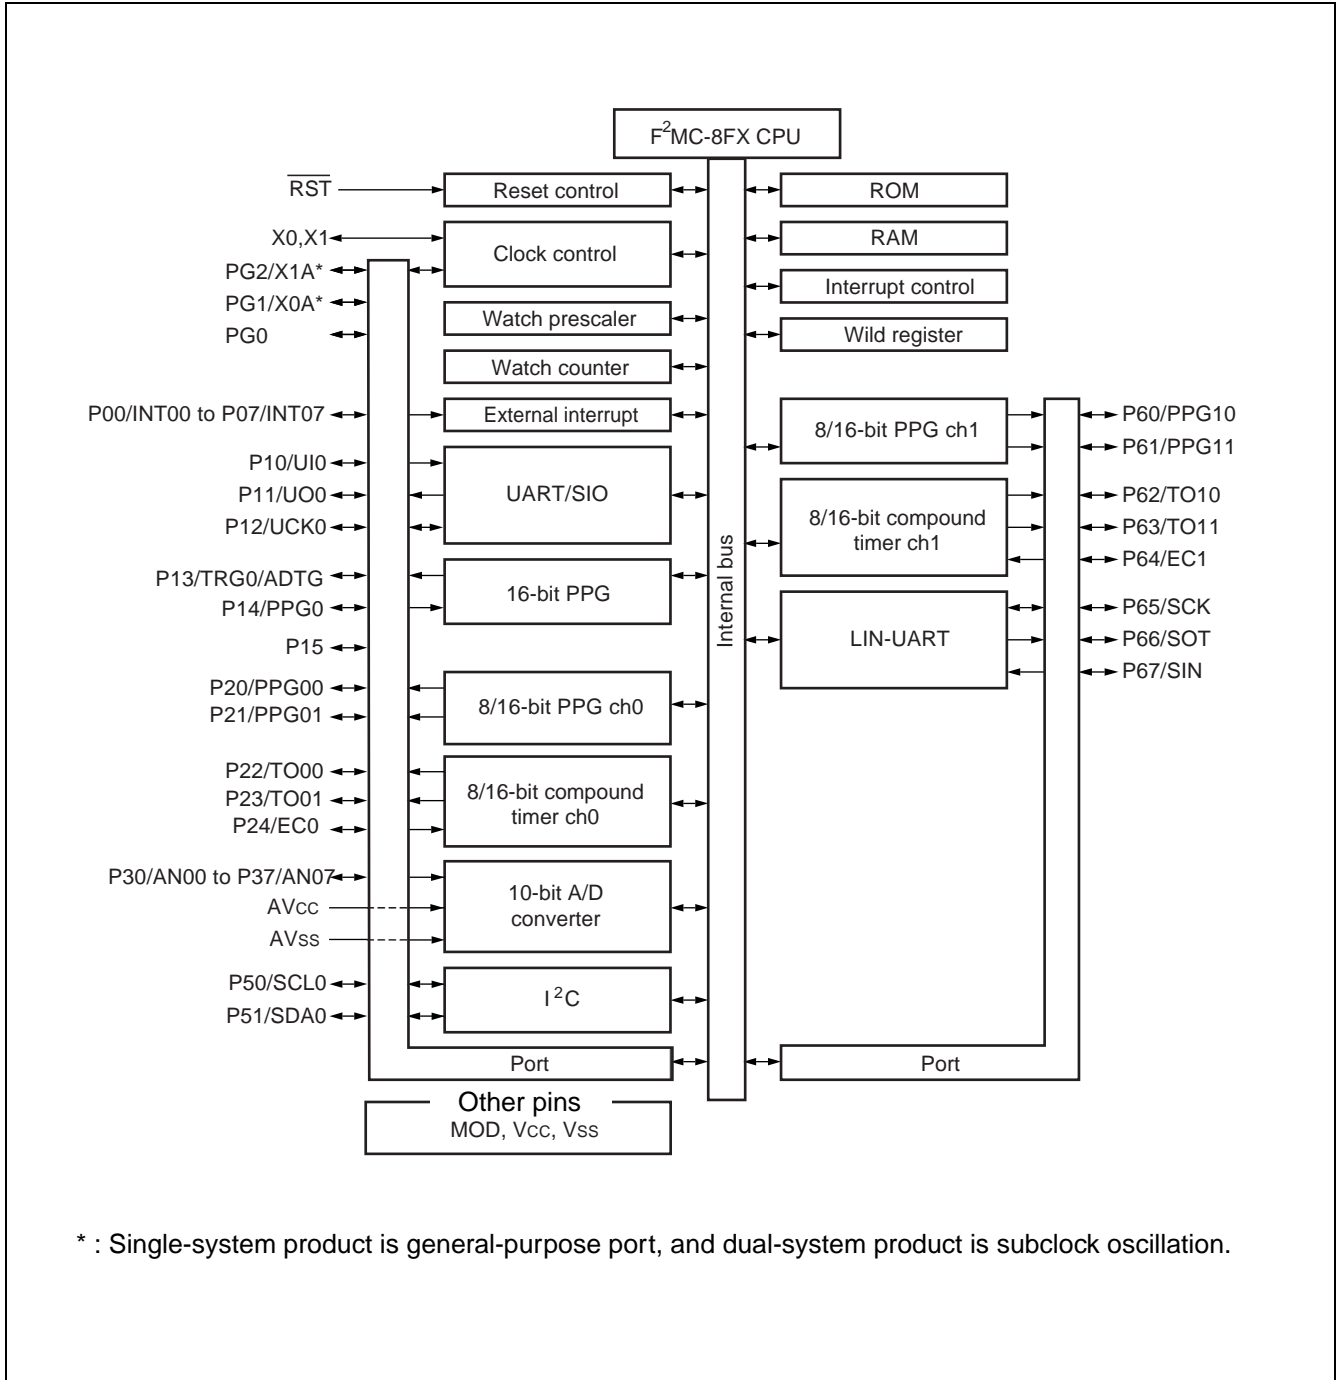 F²MC-8FX CPU
RST
Reset control
ROM
X0,X1
Clock control
RAM
PG2/X1A*
PG1/X0A*
Interrupt control
PG0
Watch prescaler
Wild register
Watch counter
P00/INT00 to P07/INT07
External interrupt
8/16-bit PPG ch1
P60/PPG10
P61/PPG11
P10/UI0
P11/UO0
P12/UCK0
UART/SIO
8/16-bit compound
timer ch1
P62/TO10
P63/TO11
P64/EC1
Internal bus
P13/TRG0/ADTG
P14/PPG0
16-bit PPG
P15
LIN-UART
P65/SCK
P66/SOT
P67/SIN
P20/PPG00
P21/PPG01
8/16-bit PPG ch0
P22/TO00
P23/TO01
P24/EC0
8/16-bit compound
timer ch0
P30/AN00 to P37/AN07
AVCC
AVSS
10-bit A/D
converter
P50/SCL0
P51/SDA0
I²C
Port
Port
Other pins
MOD, VCC, VSS
* : Single-system product is general-purpose port, and dual-system product is subclock oscillation.